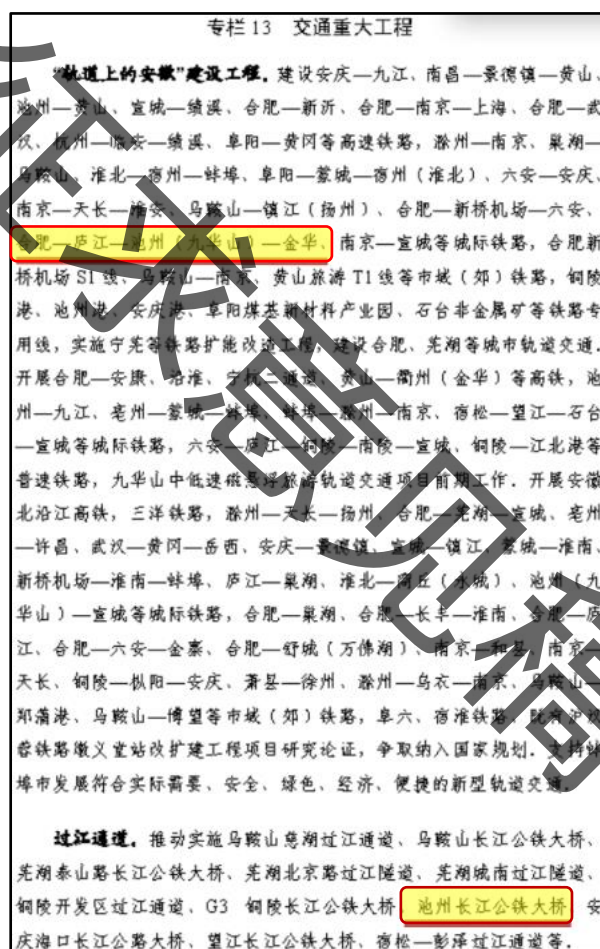 专栏 13 交通重大工程
“轨道上的安徽”建设工程。建设安庆—九江、南昌—景德镇—黄山、
池州—黄山、宣城—绩溪、合肥—新沂、合肥—南京—上海、合肥—武
汉、杭州—临安—绩溪、阜阳—黄冈等高速铁路，滁州—南京、巢湖—
马鞍山、淮北—宿州—蚌埠、阜阳—蒙城—宿州（淮北）、六安—安庆、
南京—天长—淮安、马鞍山—镇江（扬州）、合肥—新桥机场—六安、
合肥—庐江—池州（九华山）—金华、南京—宣城等城际铁路，合肥新
桥机场 S1 线、马鞍山—南京、黄山旅游 T1 线等市域（郊）铁路，铜陵
港、池州港、安庆港、阜阳煤基新材料产业园、石台非金属矿等铁路专
用线，实施宁芜等铁路扩能改造工程，建设合肥、芜湖等城市轨道交通。
开展合肥—安康、沿淮、宁杭二通道、黄山—衢州（金华）等高铁，池
州—九江、亳州—蒙城—蚌埠、蚌埠—滁州—南京、宿松—望江—石台
—宣城等城际铁路，六安—庐江—铜陵—南陵—宣城、铜陵—江北港等
普速铁路，九华山中低速磁悬浮旅游轨道交通项目前期工作。开展安徽
北沿江高铁，三洋铁路，滁州—天长—扬州、合肥—芜湖—宣城、亳州
—许昌、武汉—黄冈—岳西、安庆—景德镇、宣城—镇江、蒙城—淮南、
新桥机场—淮南—蚌埠、庐江—巢湖、淮北—商丘（永城）、池州（九
华山）—宣城等城际铁路，合肥—巢湖、合肥—长丰—淮南、合肥—庐
江、合肥—六安—金寨、合肥—舒城（万佛湖）、南京—和县、南京—
天长、铜陵—枞阳—安庆、萧县—徐州、滁州—乌衣—南京、马鞍山—
郑蒲港、马鞍山—博望等市域（郊）铁路，阜六、宿淮铁路、既有沪汉
蓉铁路撮义堂站改扩建工程项目研究论证，争取纳入国家规划。支持蚌
埠市发展符合实际需要、安全、绿色、经济、便捷的新型轨道交通。
过江通道。推动实施马鞍山慈湖过江通道、马鞍山长江公铁大桥、
芜湖泰山路长江公铁大桥、芜湖北京路过江隧道、芜湖城南过江隧道、
铜陵开发区过江通道、G3 铜陵长江公铁大桥、池州长江公铁大桥、安
庆海口长江公路大桥、望江长江公铁大桥、宿松—彭泽过江通道等。
征求意见稿